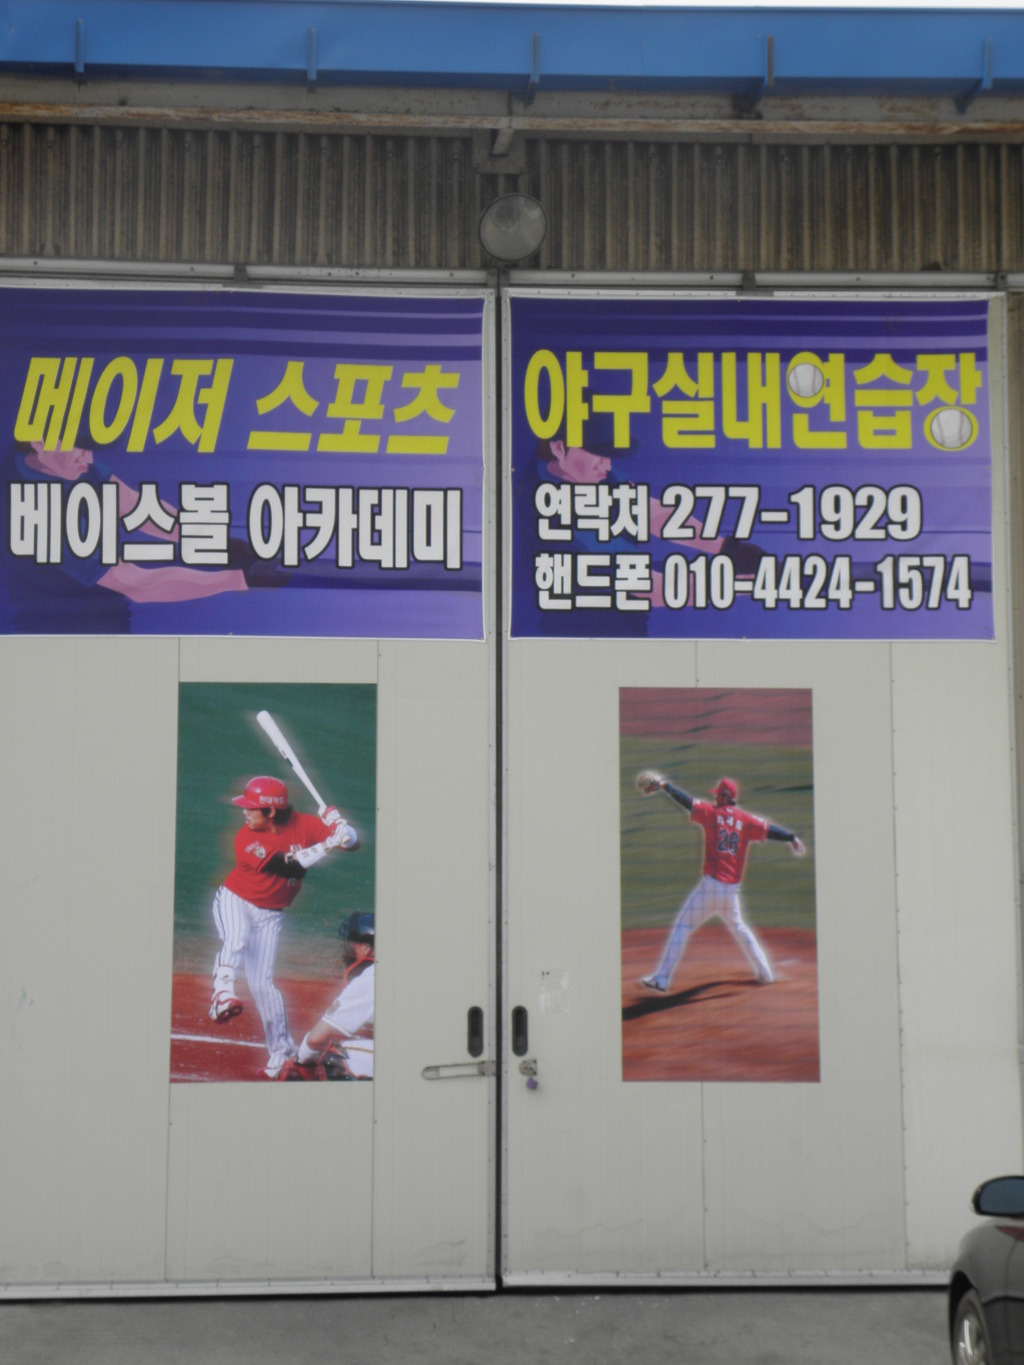 메이저 스포츠
베이스볼 아카데미
야구실내연습장
연락처 277-1929
핸드폰 010-4424-1574
26